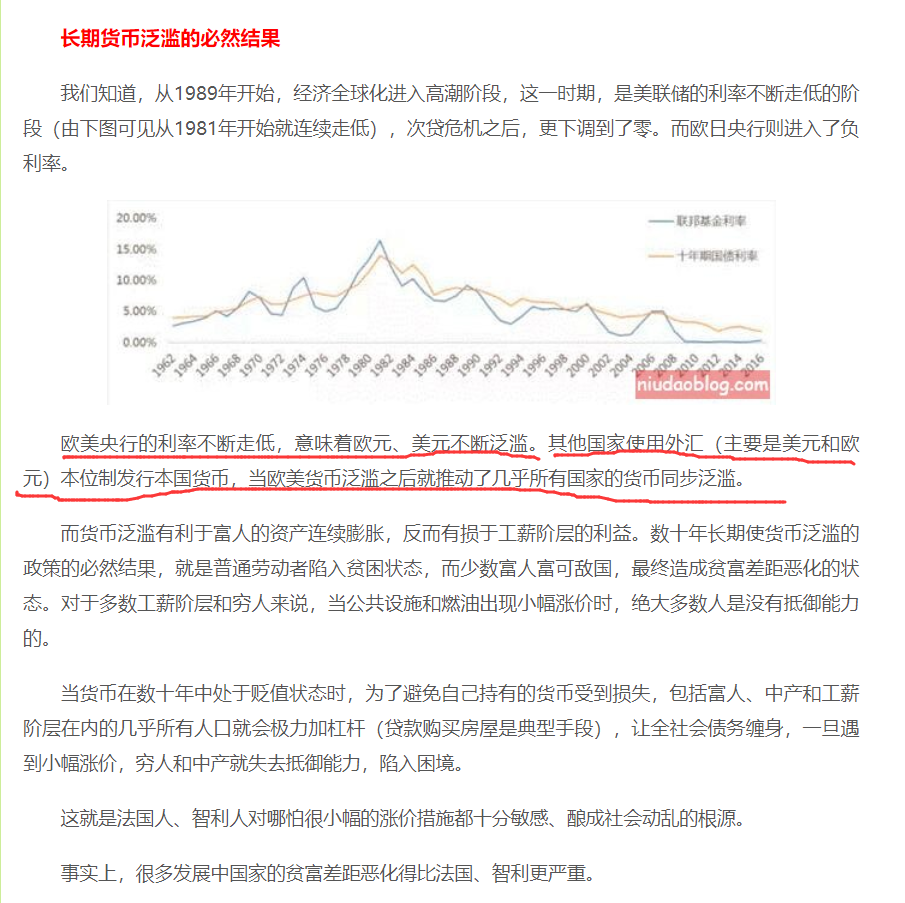 长期货币泛滥的必然结果
我们知道，从1989年开始，经济全球化进入高潮阶段，这一时期，是美联储的利率不断走低的阶
段（由下图可见从1981年开始就连续走低），次贷危机之后，更下调到了零。而欧日央行则进入了负
利率。
20.00%
15.00%
10.00%
5.00%
0.00%
联邦基金利率
十年期国债利率
1962 1964 1966 1968 1970 1972 1974 1976 1978 1980 1982 1984 1986 1988 1990 1992 1994 1996 1998 2000 2002 2004 2006 2008 2010 2012 2014 2016
niudaoblog.com
欧美央行的利率不断走低，意味着欧元、美元不断泛滥。其他国家使用外汇（主要是美元和欧
元）本位制发行本国货币，当欧美货币泛滥之后就推动了几乎所有国家的货币同步泛滥。
而货币泛滥有利于富人的资产连续膨胀，反而有损于工薪阶层的利益。数十年长期使货币泛滥的
政策的必然结果，就是普通劳动者陷入贫困状态，而少数富人富可敌国，最终造成贫富差距恶化的状
态。对于多数工薪阶层和穷人来说，当公共设施和燃油出现小幅涨价时，绝大多数人是没有抵御能力
的。
当货币在数十年中处于贬值状态时，为了避免自己持有的货币受到损失，包括富人、中产和工薪
阶层在内的几乎所有人口就会极力加杠杆（贷款购买房屋是典型手段），让全社会债务缠身，一旦遇
到小幅涨价，穷人和中产就失去抵御能力，陷入困境。
这就是法国人、智利人对哪怕很小幅的涨价措施都十分敏感、酿成社会动乱的根源。
事实上，很多发展中国家的贫富差距恶化得比法国、智利更严重。